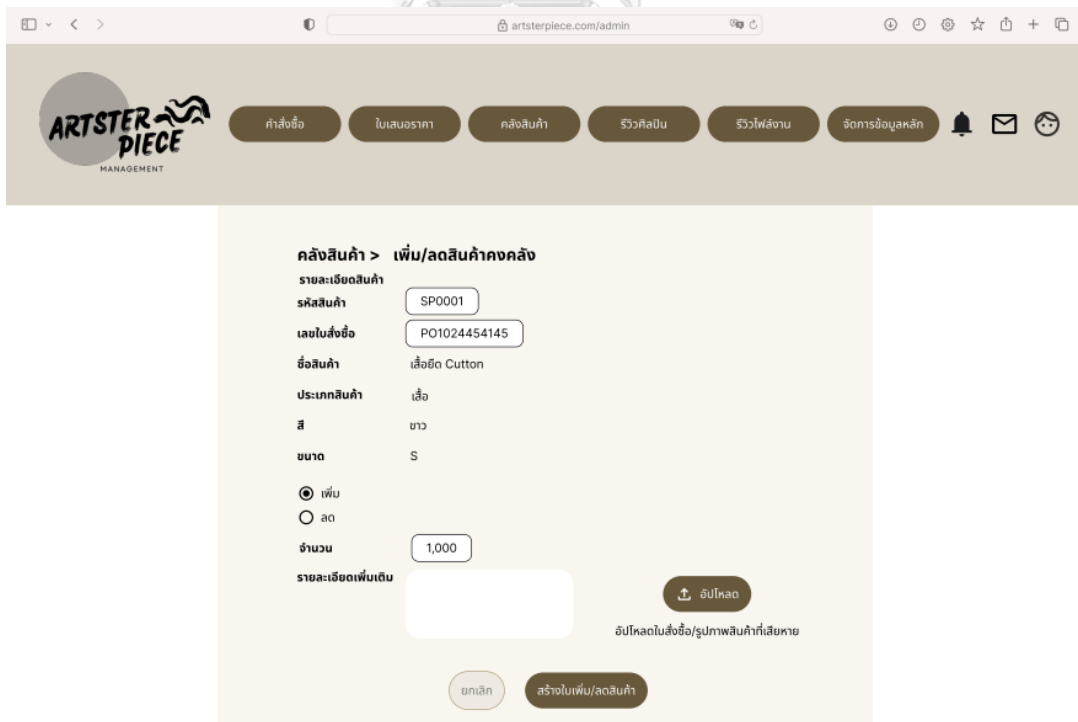 artsterpiece.com/admin
ARTSTER
PIECE
MANAGEMENT
คำสั่งซื้อ
ใบเสนอราคา
คลังสินค้า
รีวิวศิลปิน
รีวิวไฟล์งาน
จัดการข้อมูลหลัก
คลังสินค้า > เพิ่ม/ลดสินค้าคงคลัง
รายละเอียดสินค้า
รหัสสินค้า SP0001
เลขใบสั่งซื้อ PO1024454145
ชื่อสินค้า เสื้อยืด Cutton
ประเภทสินค้า เสื้อ
สี ขาว
ขนาด S
เพิ่ม
ลด
จำนวน 1,000
รายละเอียดเพิ่มเติม
อัปโหลด
อัปโหลดใบสั่งซื้อ/รูปภาพสินค้าที่เสียหาย
ยกเลิก
สร้างใบเพิ่ม/ลดสินค้า